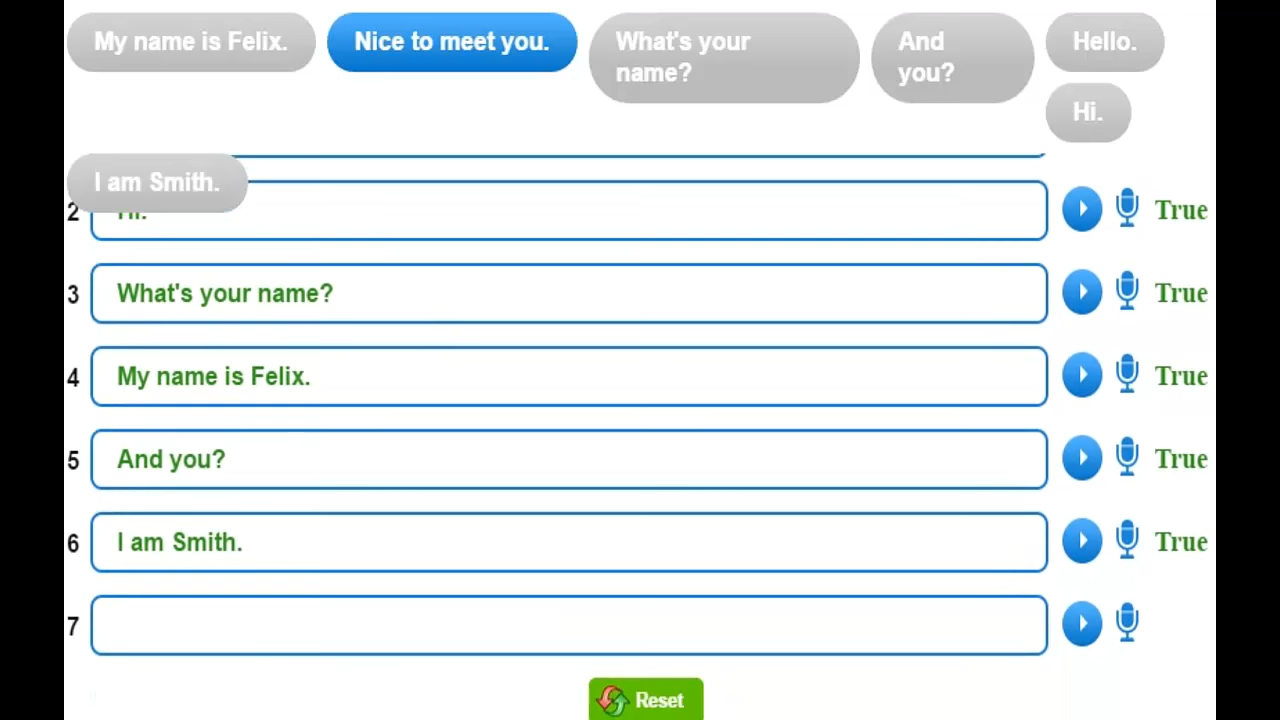 My name is Felix.
Nice to meet you.
What's your
name?
And
you?
Hello.
Hi.
I am Smith.
2 Hi. True
3 What's your name? True
4 My name is Felix. True
5 And you? True
6 I am Smith. True
7
Reset